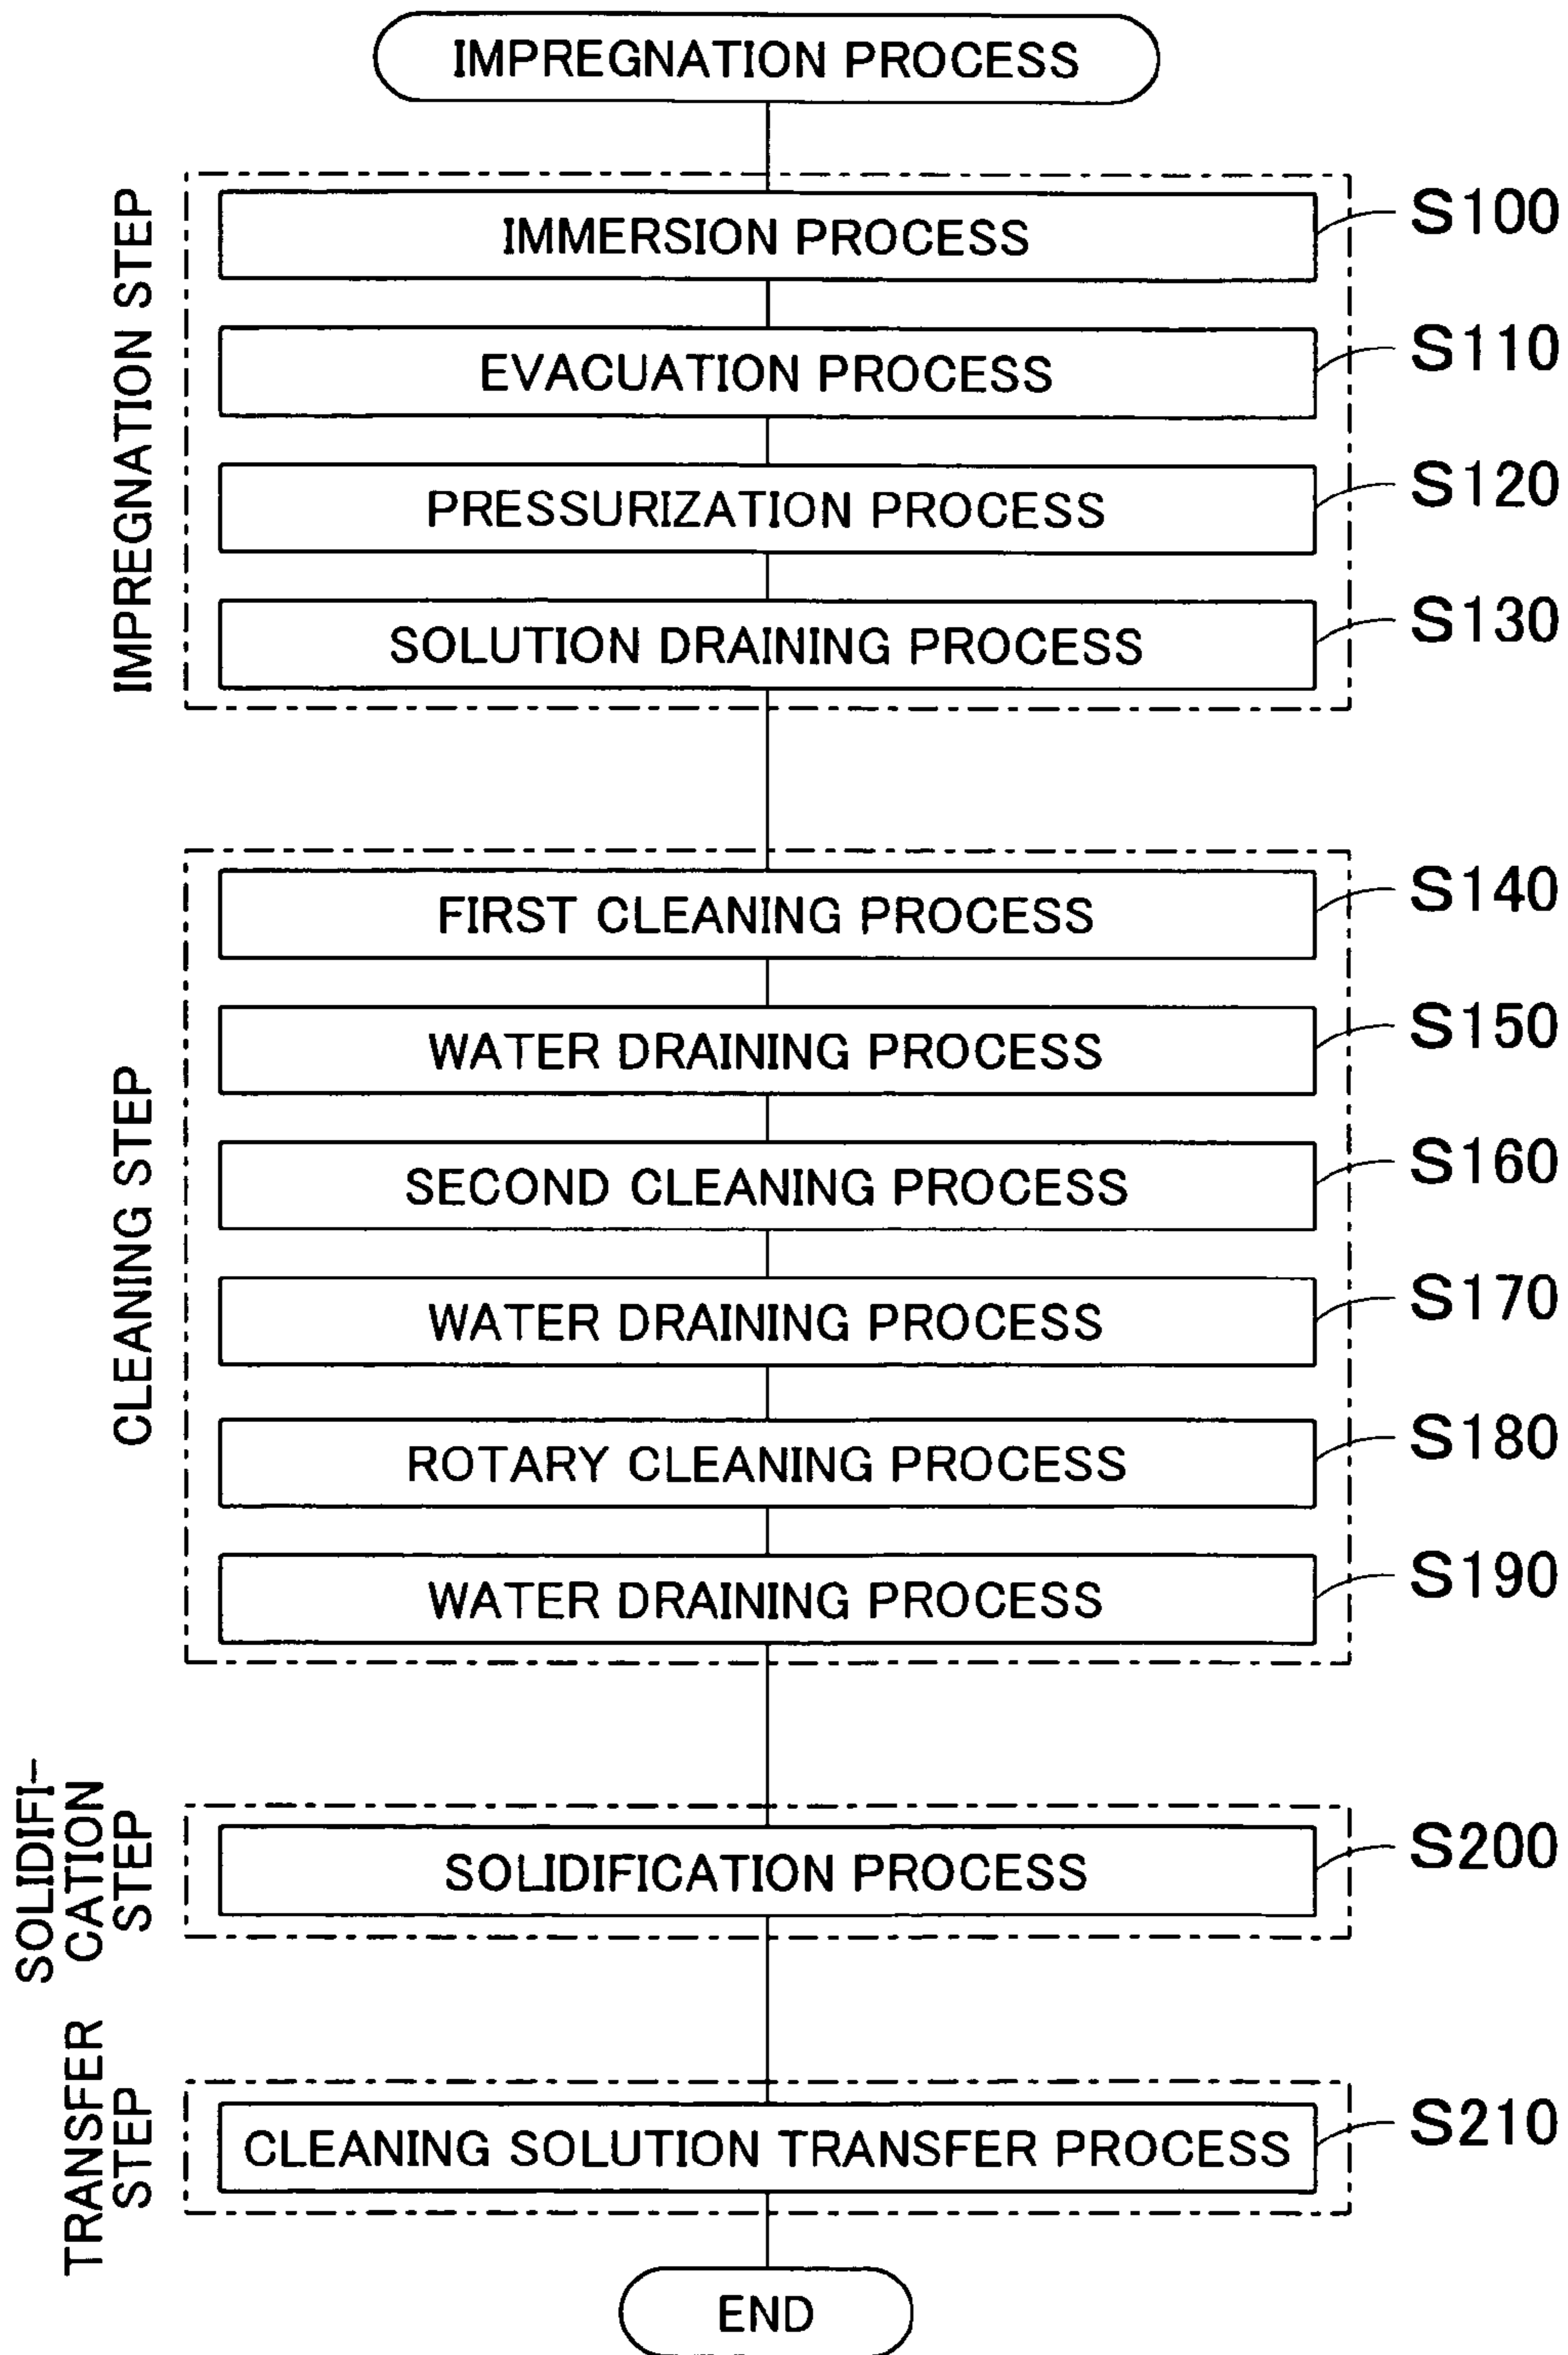 IMPREGNATION PROCESS
IMPREGNATION STEP
IMMERSION PROCESS
S100
EVACUATION PROCESS
S110
PRESSURIZATION PROCESS
S120
SOLUTION DRAINING PROCESS
S130
CLEANING STEP
FIRST CLEANING PROCESS
S140
WATER DRAINING PROCESS
S150
SECOND CLEANING PROCESS
S160
WATER DRAINING PROCESS
S170
ROTARY CLEANING PROCESS
S180
WATER DRAINING PROCESS
S190
SOLIDIFI-
CATION
STEP
SOLIDIFICATION PROCESS
S200
TRANSFER
STEP
CLEANING SOLUTION TRANSFER PROCESS
S210
END